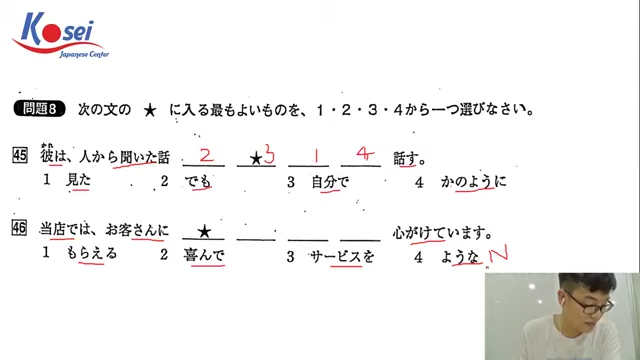 Kosei
Japanese Center
問題8 次の文の ★ に入る最もよいものを、1・2・3・4から一つ選びなさい。
45 彼は、人から聞いた話 2 ★3 1 4 話す。
1 見た 2 でも 3 自分で 4 かのように
46 当店では、お客さんに ★ 心がけています。
1 もらえる 2 喜んで 3 サービスを 4 ような N